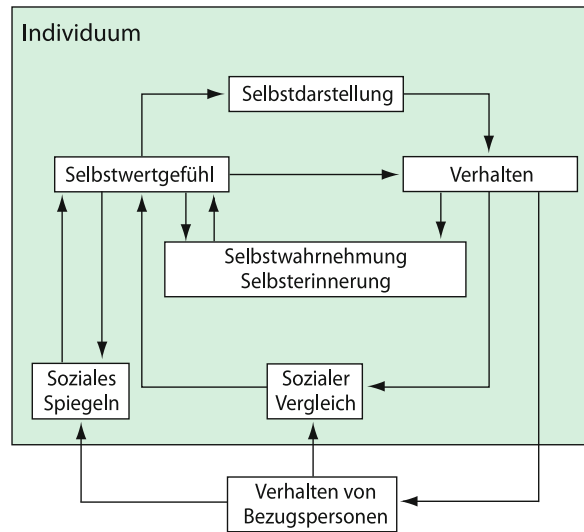 Individuum
Selbstdarstellung
Selbstwertgefühl
Verhalten
Selbstwahrnehmung
Selbsterinnerung
Soziales
Spiegeln
Sozialer
Vergleich
Verhalten von
Bezugspersonen